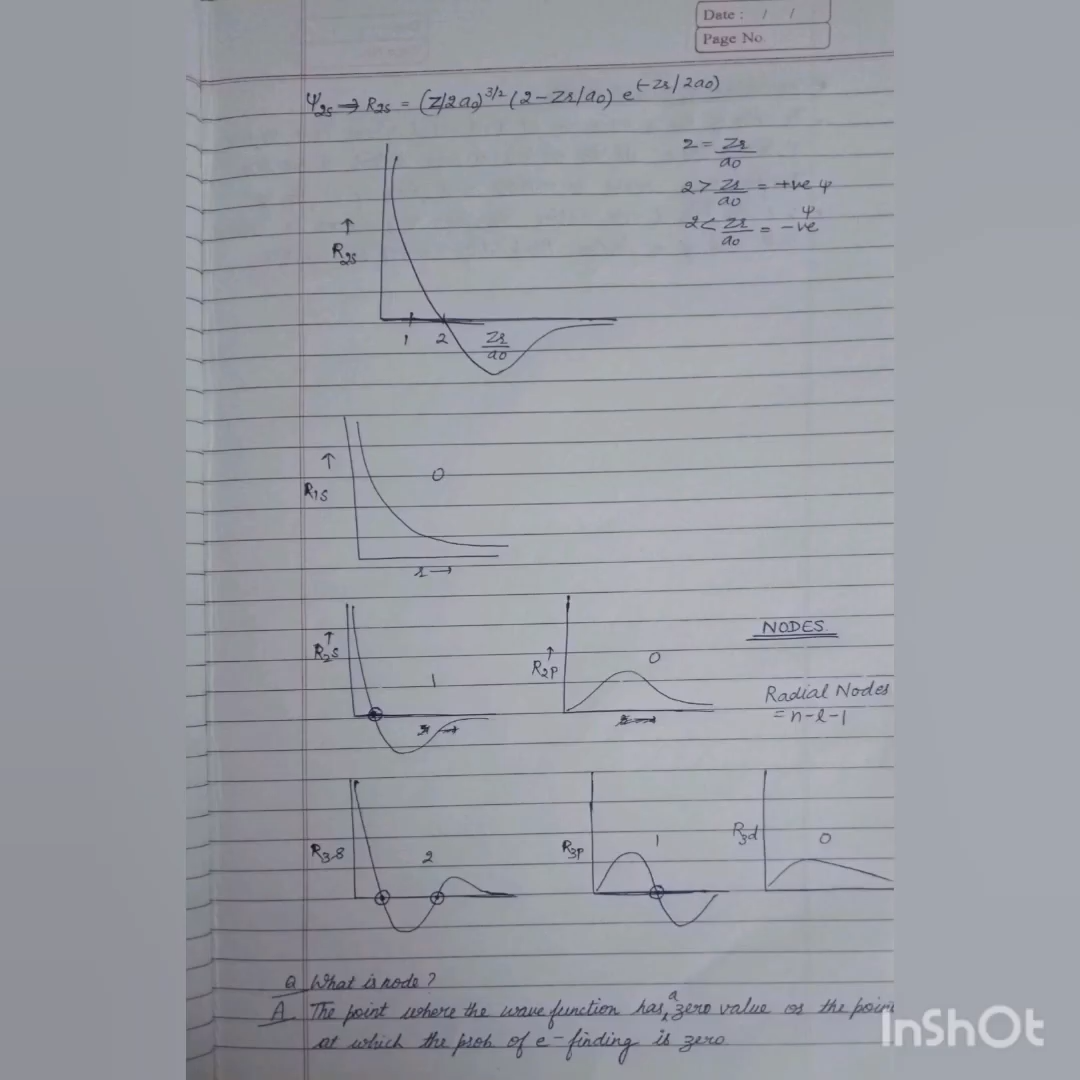 Date : / /
Page No.
Ψ2s → R2s = (Z/2a0)^3/2 (2 - Zr/a0) e^(-Zr/2a0)
2 = Zr/a0
2 > Zr/a0 = +ve Ψ
2 < Zr/a0 = -ve Ψ
↑
R2s
1 2 Zr/a0
↑
R1s
0
r →
↑
R2s
1
r →
↑
R2p
0
r →
NODES
Radial Nodes
= n-l-1
R3s
2
R3p
1
R3d
0
Q What is node?
A. The point where the wave function has a zero value or the poin
at which the prob of e- finding is zero
InShOt